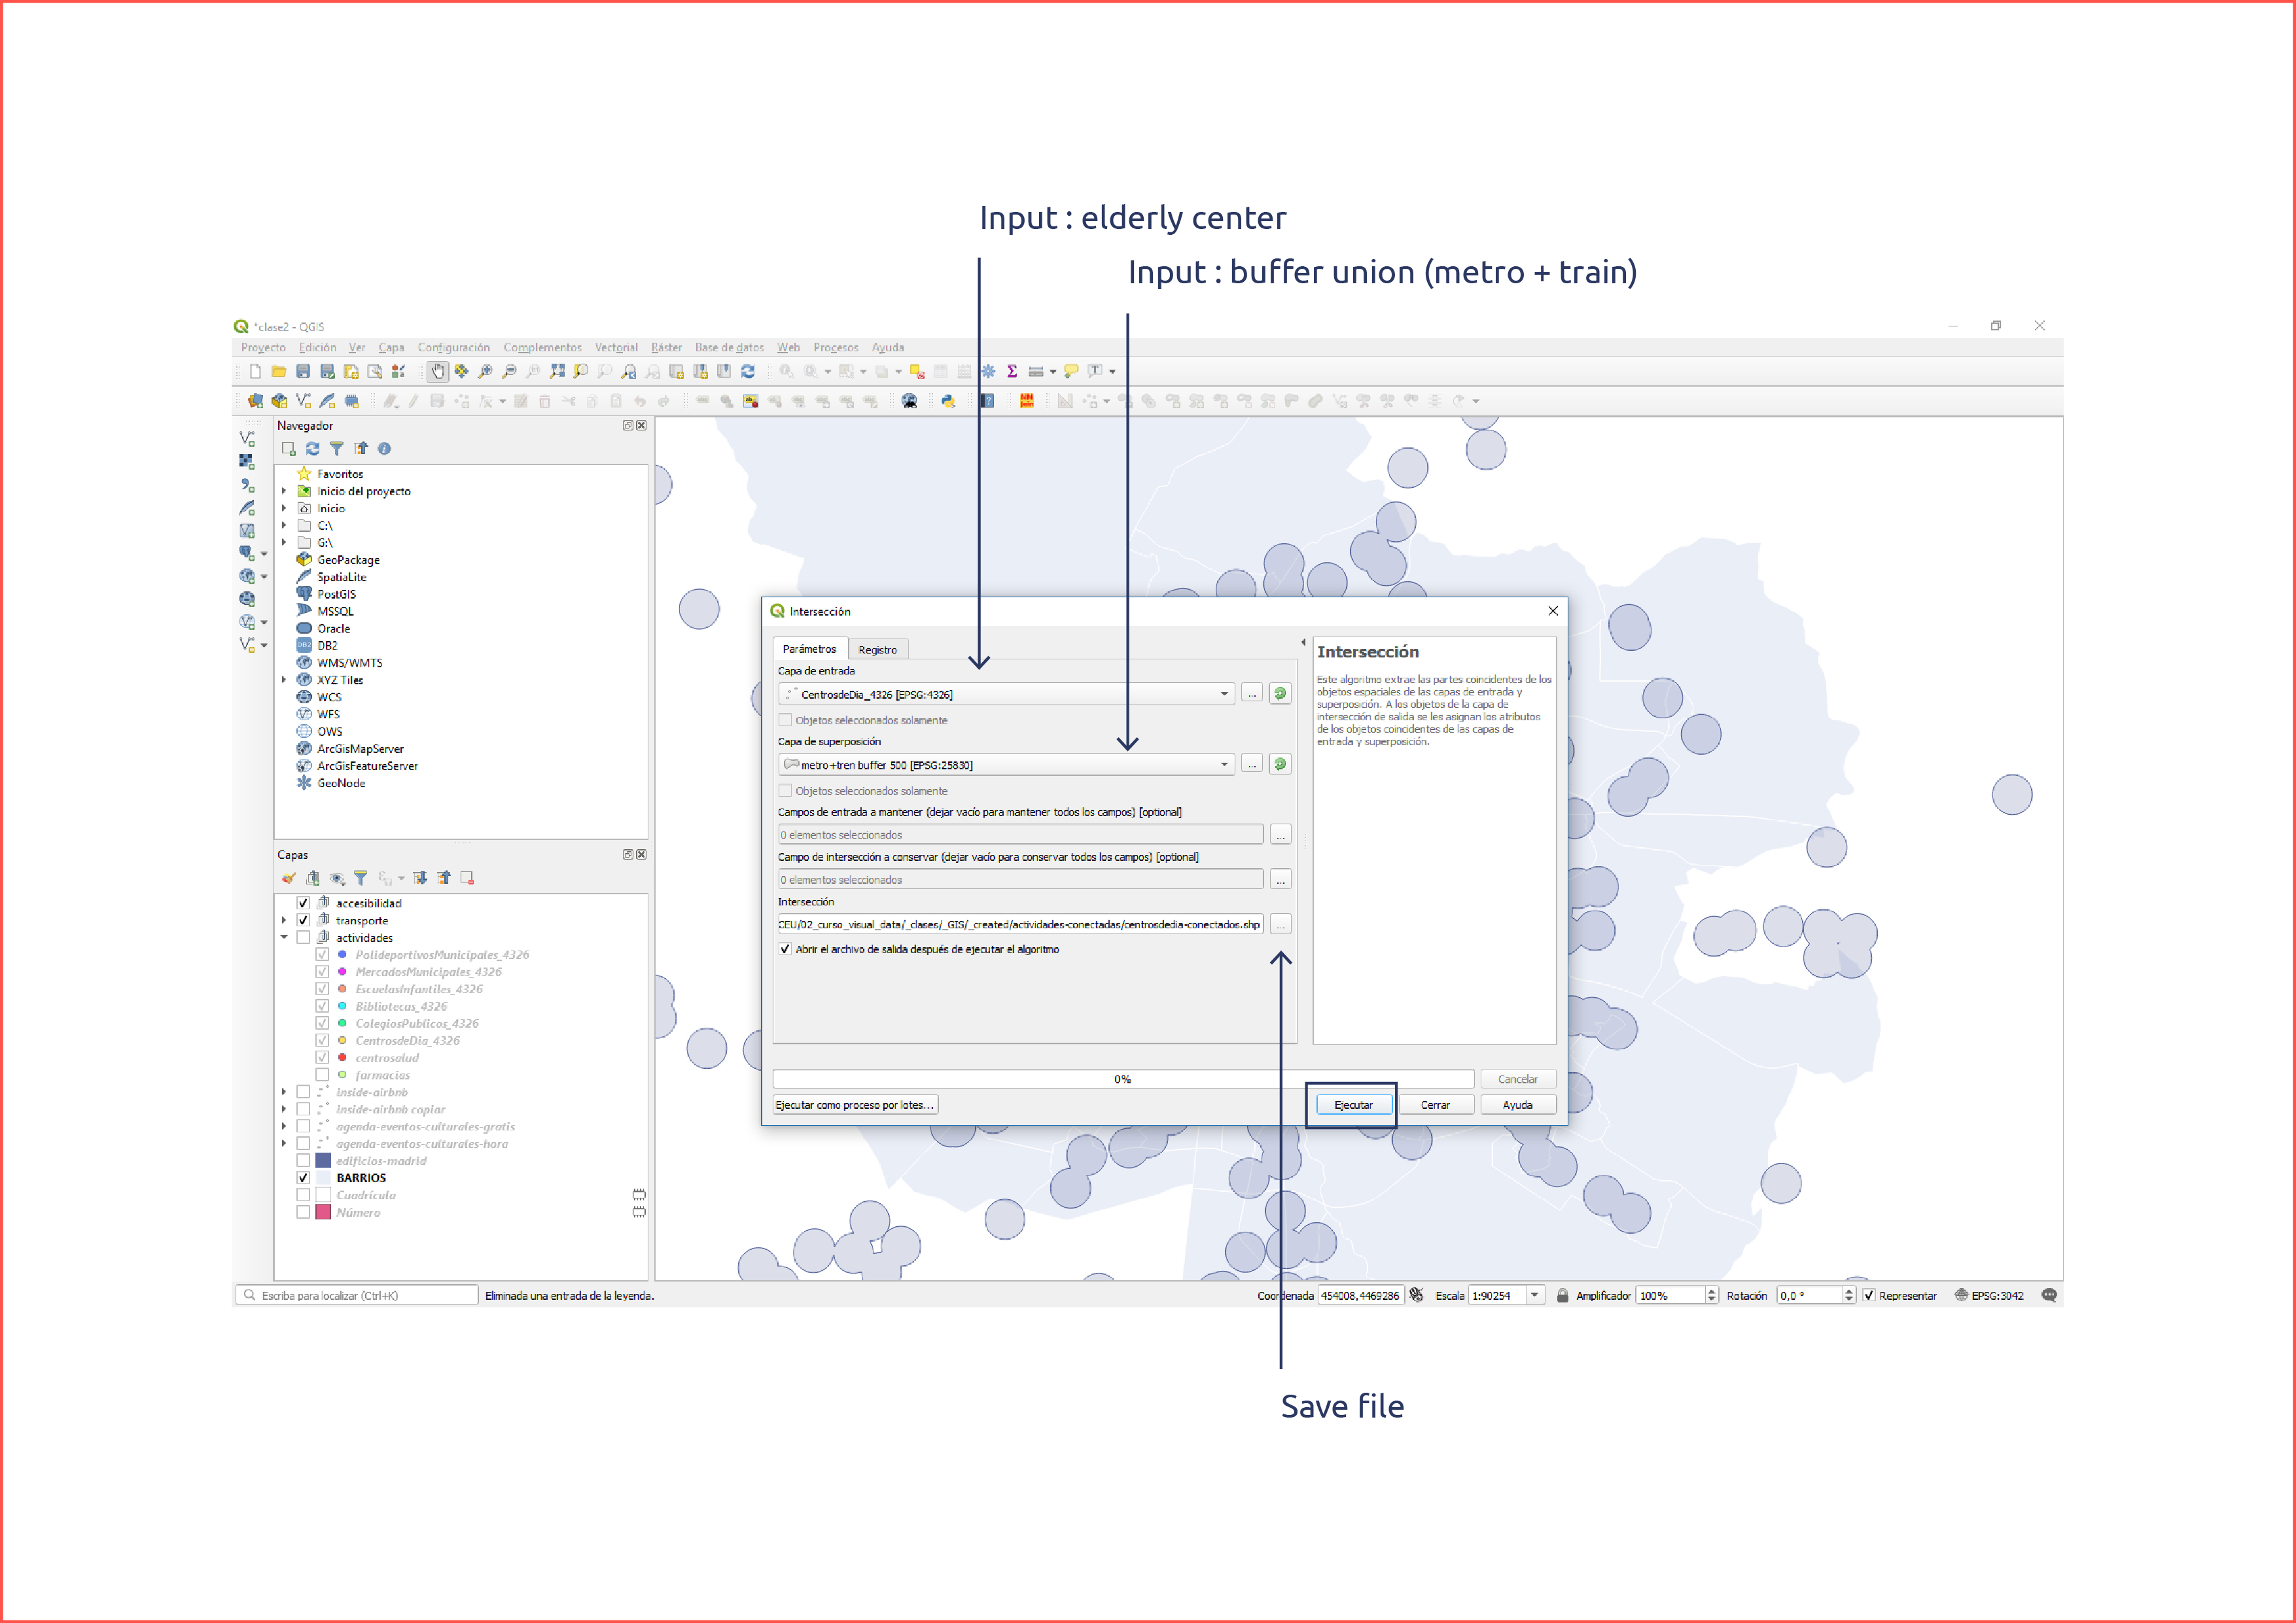 Input : elderly center
Input : buffer union (metro + train)
*clase2 - QGIS
Proyecto Edición Ver Capa Configuración Complementos Vectorial Ráster Base de datos Web Procesos Ayuda
Navegador
Favoritos
Inicio del proyecto
Inicio
C:\
G:\
GeoPackage
SpatiaLite
PostGIS
MSSQL
Oracle
DB2
WMS/WMTS
XYZ Tiles
WCS
WFS
OWS
ArcGisMapServer
ArcGisFeatureServer
GeoNode
Capas
accesibilidad
transporte
actividades
PolideportivosMunicipales_4326
MercadosMunicipales_4326
EscuelasInfantiles_4326
Bibliotecas_4326
ColegiosPublicos_4326
CentrosdeDia_4326
centrosalud
farmacias
inside-airbnb
inside-airbnb copiar
agenda-eventos-culturales-gratis
agenda-eventos-culturales-hora
edificios-madrid
BARRIOS
Cuadrícula
Número
Intersección
Parámetros Registro
Capa de entrada
CentrosdeDia_4326 [EPSG:4326]
...
Objetos seleccionados solamente
Capa de superposición
metro+tren buffer 500 [EPSG:25830]
...
Objetos seleccionados solamente
Campos de entrada a mantener (dejar vacío para mantener todos los campos) [optional]
0 elementos seleccionados
...
Campo de intersección a conservar (dejar vacío para conservar todos los campos) [optional]
0 elementos seleccionados
...
Intersección
CEU/02_curso_visual_data/_clases/_GIS/_created/actividades-conectadas/centrosdedia-conectados.shp
...
Abrir el archivo de salida después de ejecutar el algoritmo
Intersección
Este algoritmo extrae las partes coincidentes de los
objetos espaciales de las capas de entrada y
superposición. A los objetos de la capa de
intersección de salida se les asignan los atributos
de los objetos coincidentes de las capas de
entrada y superposición.
0%
Cancelar
Ejecutar como proceso por lotes...
Ejecutar
Cerrar
Ayuda
Escriba para localizar (Ctrl+K)
Eliminada una entrada de la leyenda.
Coordenada 454008,4469286 Escala 1:90254 Amplificador 100% Rotación 0,0 ° Representar EPSG:3042
Save file